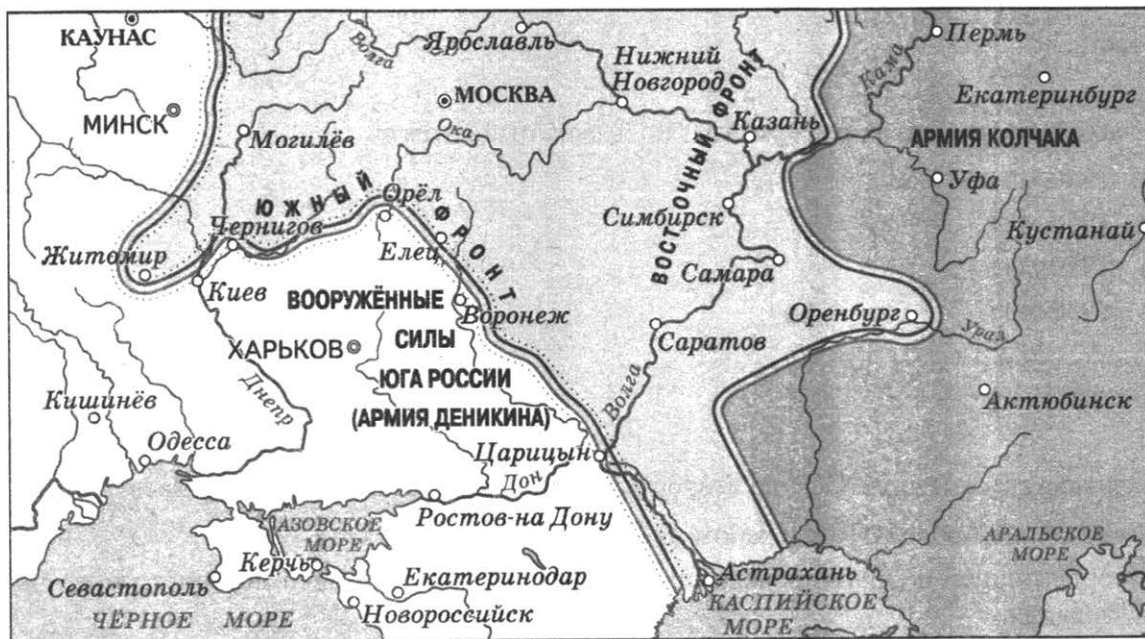 КАУНАС
МИНСК
Волга
Ярославль
Нижний
Новгород
МОСКВА
Ока
Могилёв
Казань
Кама
Пермь
Екатеринбург
АРМИЯ КОЛЧАКА
Уфа
Кустанай
ЮЖНЫЙ ФРОНТ
ВОСТОЧНЫЙ ФРОНТ
Орёл
Чернигов
Елец
Симбирск
Самара
Житомир
Киев
Воронеж
Оренбург
Урал
ВООРУЖЁННЫЕ
СИЛЫ
ЮГА РОССИИ
(АРМИЯ ДЕНИКИНА)
ХАРЬКОВ
Саратов
Волга
Днепр
Кишинёв
Одесса
Актюбинск
Царицын
Дон
Ростов-на Дону
АЗОВСКОЕ
МОРЕ
Керчь
Севастополь
Екатеринодар
Новороссийск
ЧЁРНОЕ МОРЕ
Астрахань
КАСПИЙСКОЕ
МОРЕ
АРАЛЬСКОЕ
МОРЕ